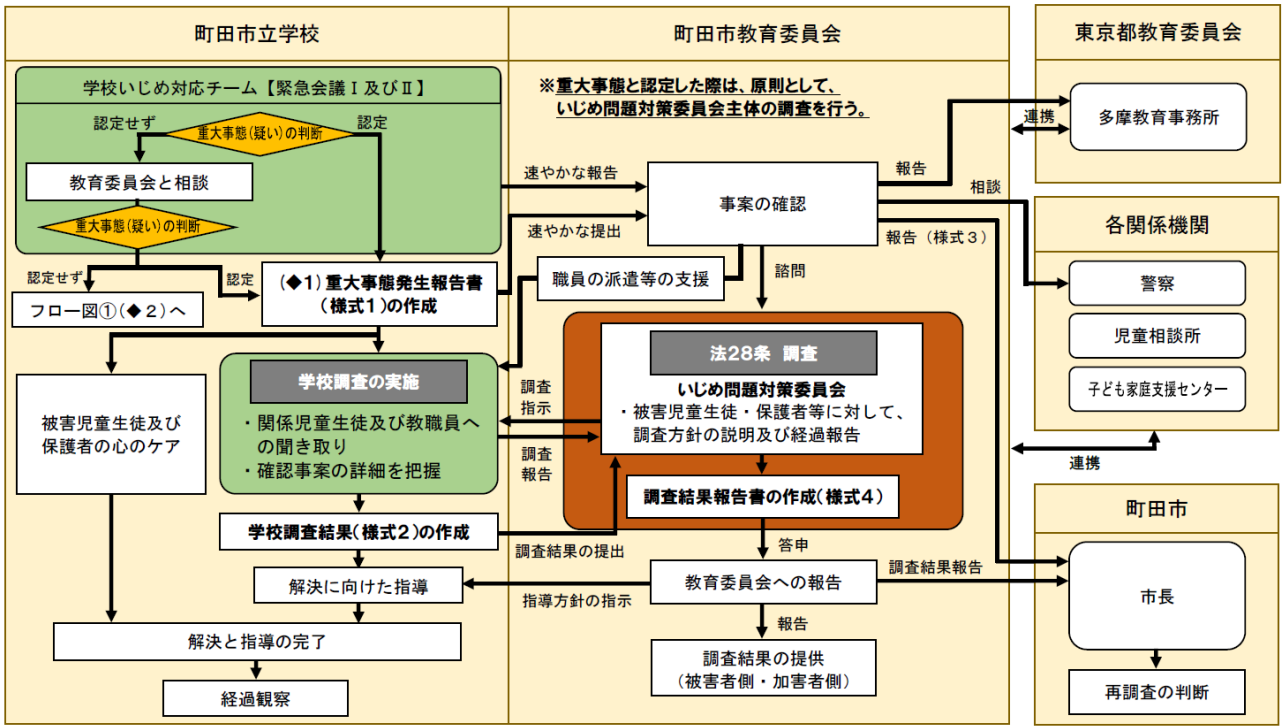 町田市立学校
町田市教育委員会
東京都教育委員会
学校いじめ対応チーム【緊急会議Ⅰ及びⅡ】
認定せず
重大事態(疑い)の判断
認定
教育委員会と相談
重大事態(疑い)の判断
認定せず
認定
フロー図①(◆2)へ
(◆1)重大事態発生報告書
(様式1)の作成
被害児童生徒及び
保護者の心のケア
学校調査の実施
・関係児童生徒及び教職員へ
の聞き取り
・確認事案の詳細を把握
学校調査結果(様式2)の作成
解決に向けた指導
解決と指導の完了
経過観察
※重大事態と認定した際は、原則として、
いじめ問題対策委員会主体の調査を行う。
速やかな報告
速やかな提出
事案の確認
職員の派遣等の支援
諮問
法28条 調査
いじめ問題対策委員会
・被害児童生徒・保護者等に対して、
調査方針の説明及び経過報告
調査
指示
調査
報告
調査結果報告書の作成(様式4)
調査結果の提出
答申
教育委員会への報告
指導方針の指示
報告
調査結果の提供
(被害者側・加害者側)
報告
連携
相談
報告(様式3)
調査結果報告
多摩教育事務所
各関係機関
警察
児童相談所
子ども家庭支援センター
連携
町田市
市長
再調査の判断